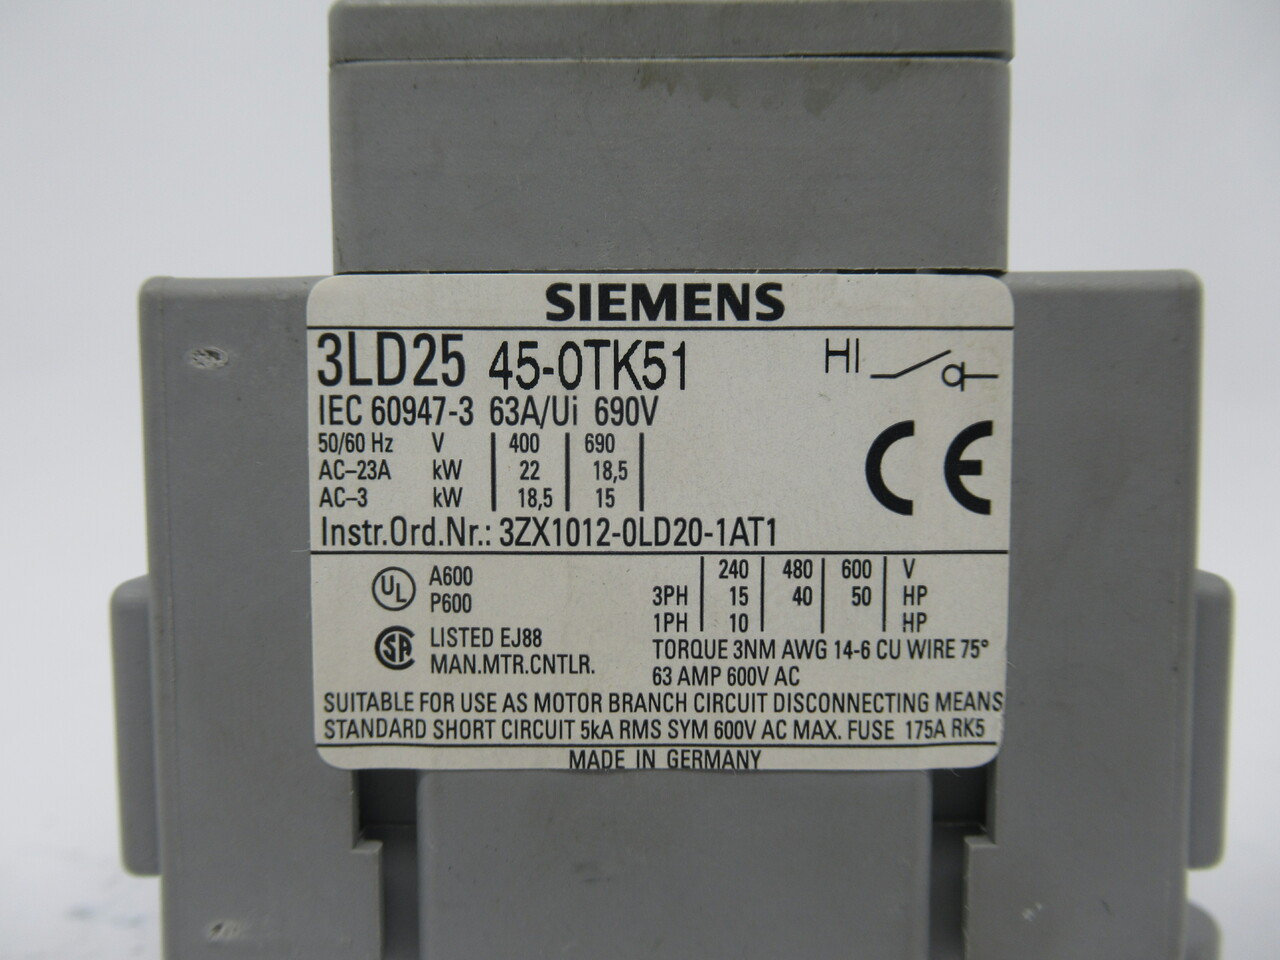 SIEMENS
3LD25 45-0TK51 HI
IEC 60947-3 63A/Ui 690V
50/60 Hz V 400 690
AC-23A kW 22 18,5
AC-3 kW 18,5 15
CE
Instr.Ord.Nr.: 3ZX1012-0LD20-1AT1
UL A600
P600
240 480 600 V
3PH 15 40 50 HP
1PH 10 HP
SA LISTED EJ88
MAN.MTR.CNTLR.
TORQUE 3NM AWG 14-6 CU WIRE 75°
63 AMP 600V AC
SUITABLE FOR USE AS MOTOR BRANCH CIRCUIT DISCONNECTING MEANS
STANDARD SHORT CIRCUIT 5kA RMS SYM 600V AC MAX. FUSE 175A RK5
MADE IN GERMANY